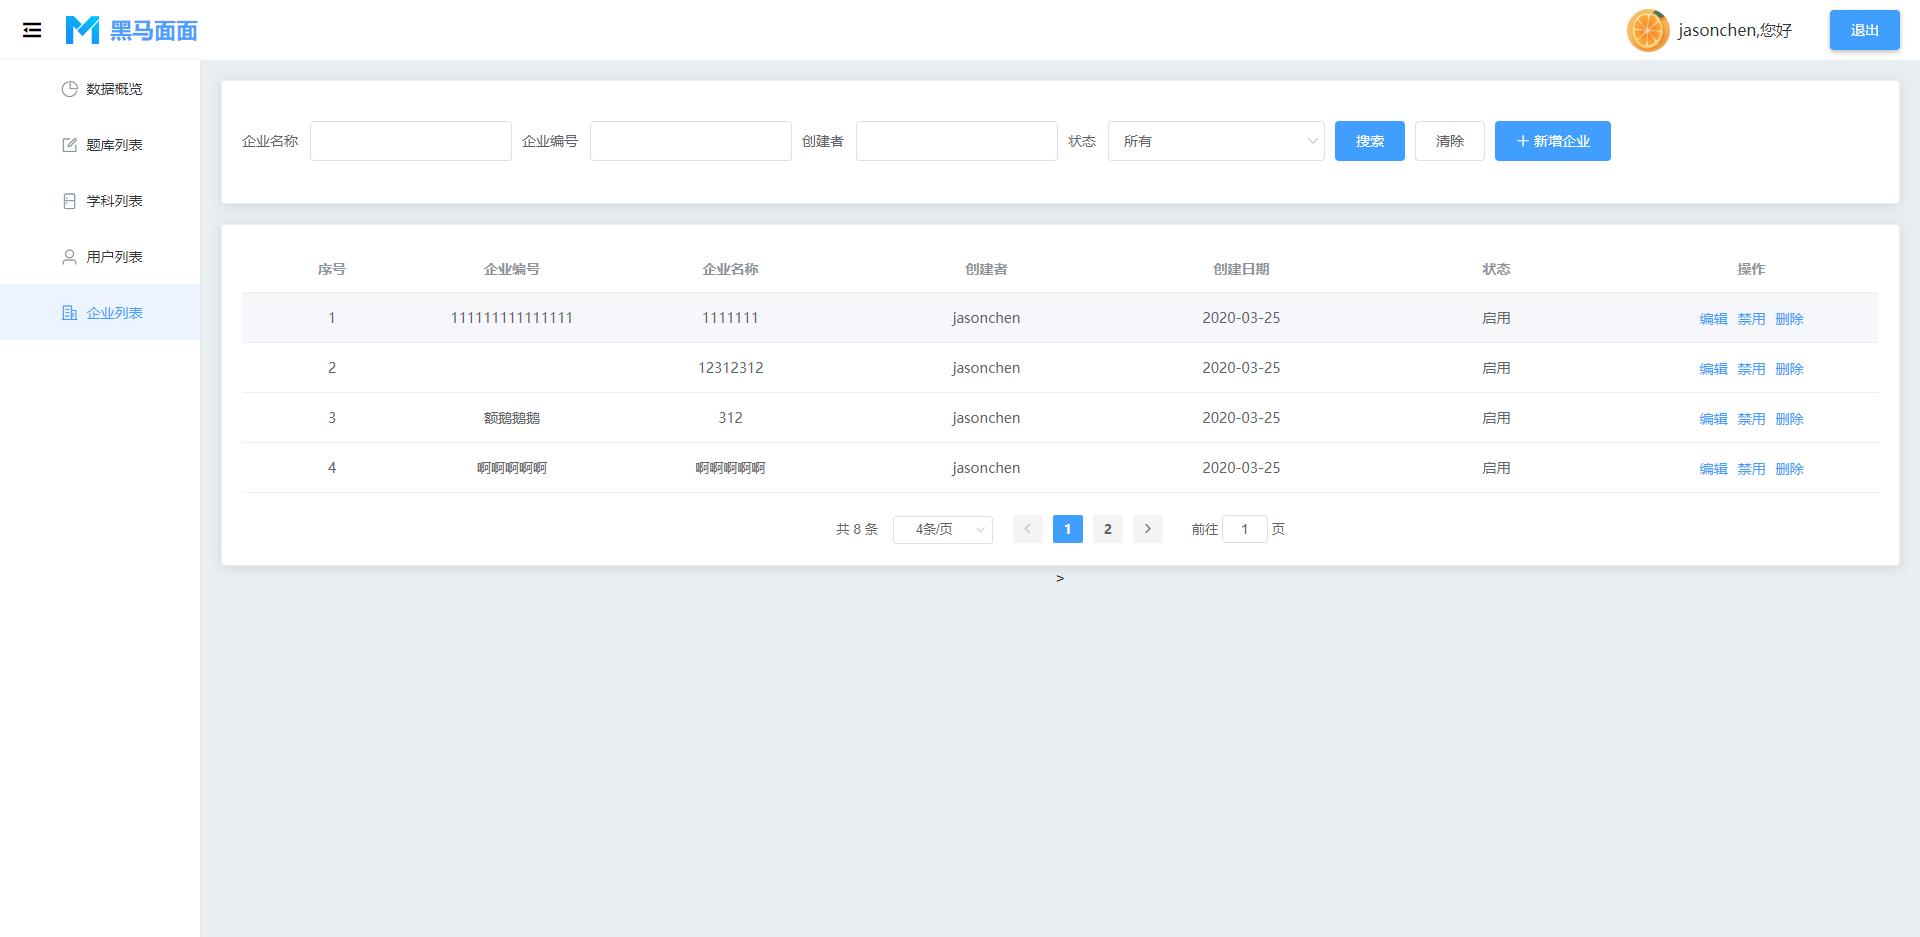 黑马面面
jasonchen,您好
退出
数据概览
题库列表
学科列表
用户列表
企业列表
企业名称 企业编号 创建者 状态 所有 搜索 清除 新增企业
序号 企业编号 企业名称 创建者 创建日期 状态 操作
1 111111111111111 1111111 jasonchen 2020-03-25 启用 编辑 禁用 删除
2 12312312 jasonchen 2020-03-25 启用 编辑 禁用 删除
3 额鹅鹅鹅 312 jasonchen 2020-03-25 启用 编辑 禁用 删除
4 啊啊啊啊啊 啊啊啊啊啊 jasonchen 2020-03-25 启用 编辑 禁用 删除
共 8 条 4条/页 1 2 前往 1 页
>